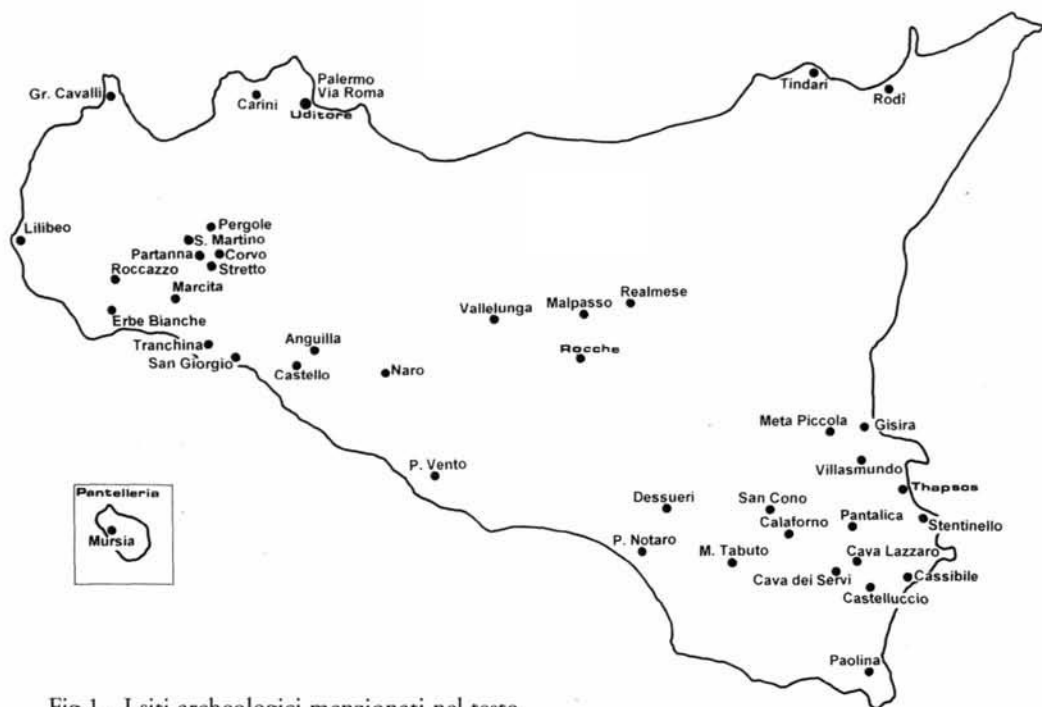 Gr. Cavalli
Carini
Palermo
Via Roma
Uditore
Tindari
Rodì
Lilibeo
Pergole
S. Martino
Partanna
Corvo
Stretto
Roccazzo
Marcita
Erbe Bianche
Tranchina
San Giorgio
Anguilla
Castello
Naro
Vallelunga
Malpasso
Realmese
Rocche
P. Vento
Meta Piccola
Gisira
Villasmundo
Thapsos
Dessueri
San Cono
Calaforno
Pantalica
Stentinello
P. Notaro
M. Tabuto
Cava Lazzaro
Cava dei Servi
Cassibile
Castelluccio
Paolina
Pantelleria
Mursia
Fig.1 - I siti archeologici menzionati nel testo